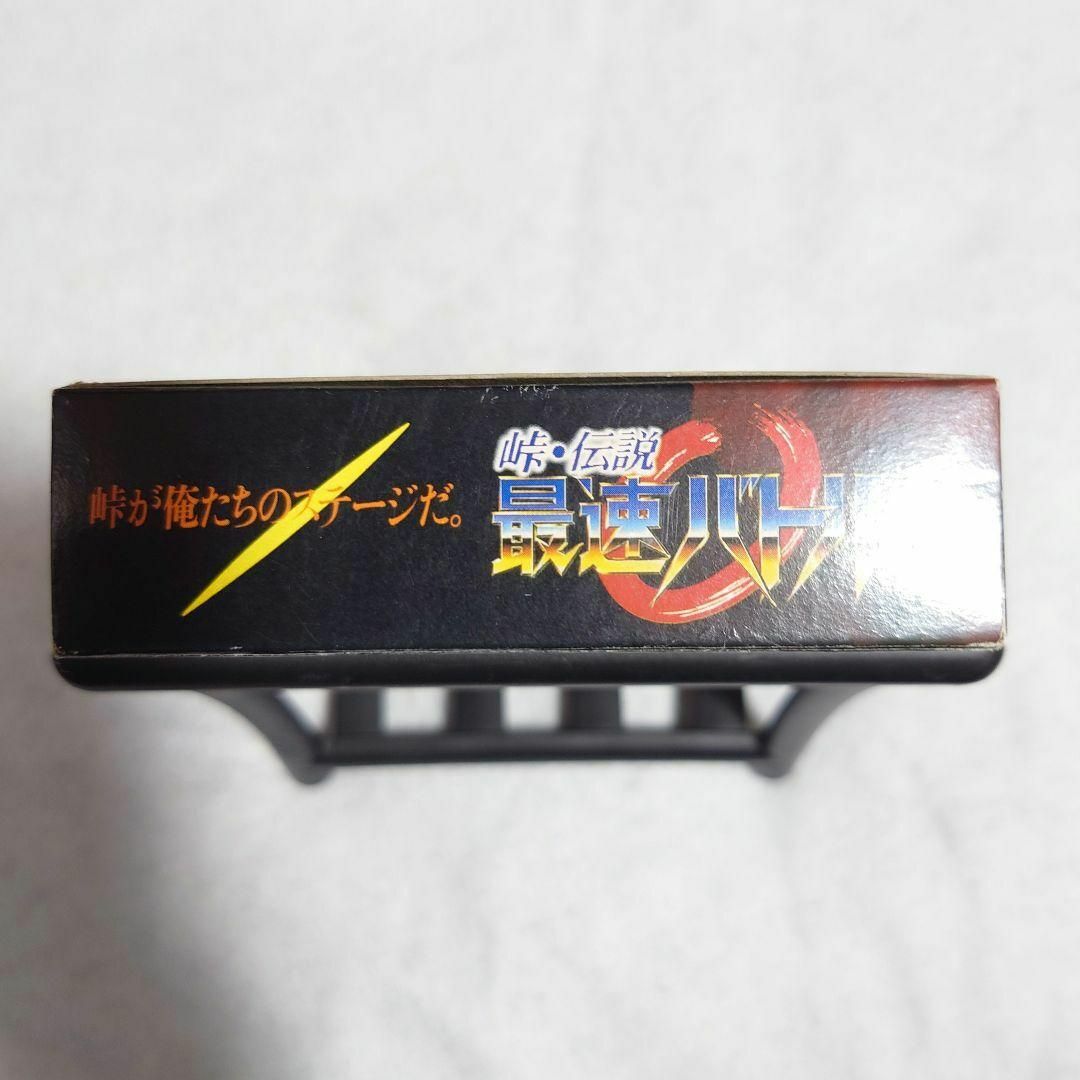 峠が俺たちのステージだ。
峠・伝説
最速バトル